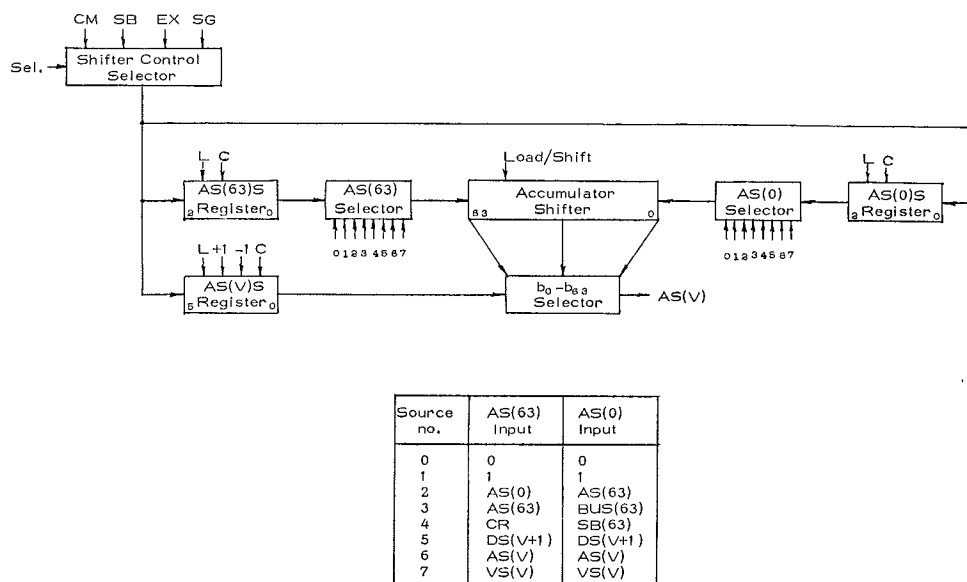 CM SB EX SG
Sel.
Shifter Control
Selector
L C
AS(63)S
2 Register 0
AS(63)
Selector
0 1 2 3 4 5 6 7
Load/Shift
Accumulator
Shifter
63 0
AS(0)
Selector
0 1 2 3 4 5 6 7
L C
AS(0)S
2 Register 0
L +1 -1 C
AS(V)S
5 Register 0
b0-b63
Selector
AS(V)
Source no. AS(63) Input AS(0) Input
0 0 0
1 1 1
2 AS(0) AS(63)
3 AS(63) BUS(63)
4 CR SB(63)
5 DS(V+1) DS(V+1)
6 AS(V) AS(V)
7 VS(V) VS(V)